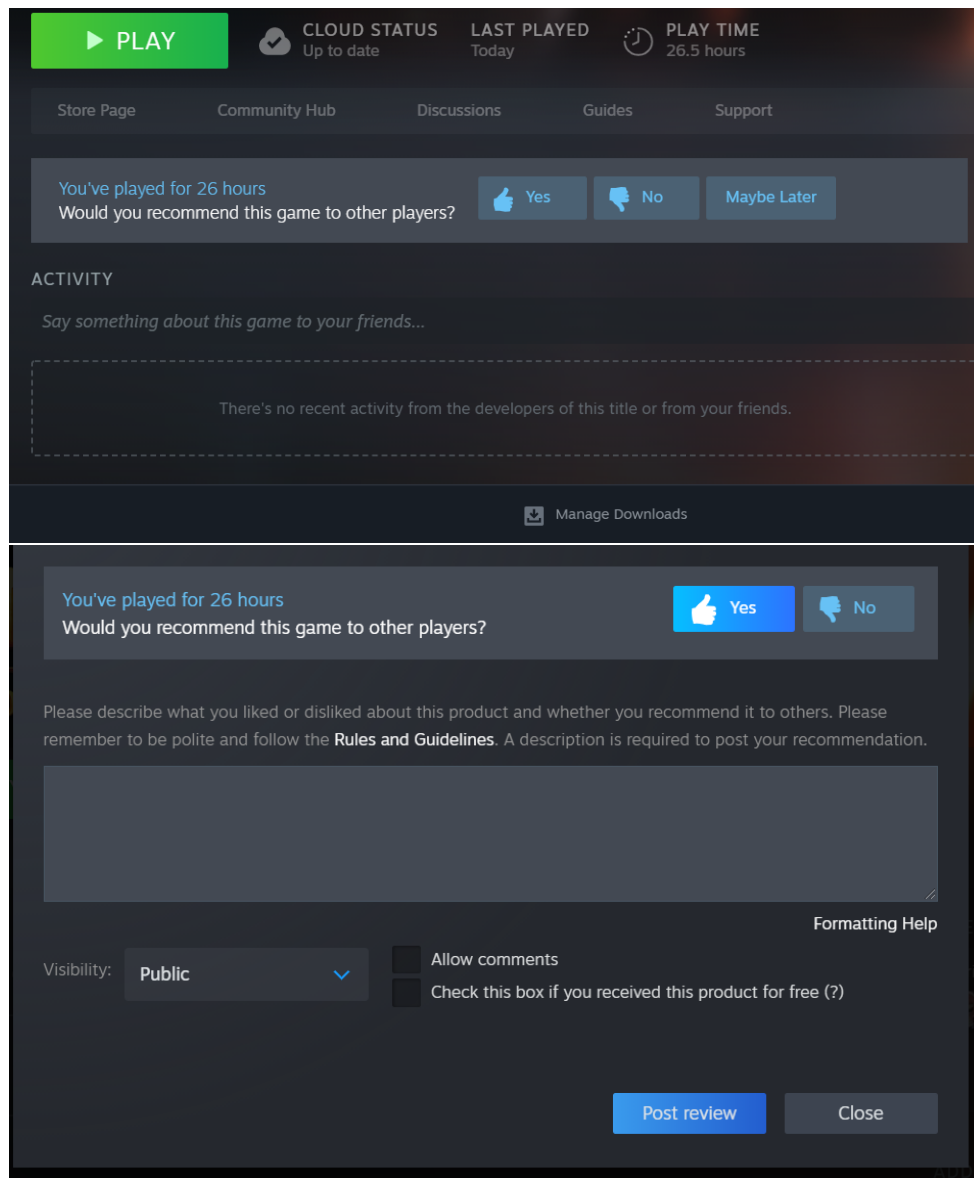 PLAY
CLOUD STATUS
Up to date
LAST PLAYED
Today
PLAY TIME
26.5 hours
Store Page
Community Hub
Discussions
Guides
Support
You've played for 26 hours
Would you recommend this game to other players?
Yes
No
Maybe Later
ACTIVITY
Say something about this game to your friends...
There's no recent activity from the developers of this title or from your friends.
Manage Downloads
You've played for 26 hours
Would you recommend this game to other players?
Yes
No
Please describe what you liked or disliked about this product and whether you recommend it to others. Please
remember to be polite and follow the Rules and Guidelines. A description is required to post your recommendation.
Formatting Help
Visibility:
Public
Allow comments
Check this box if you received this product for free (?)
Post review
Close